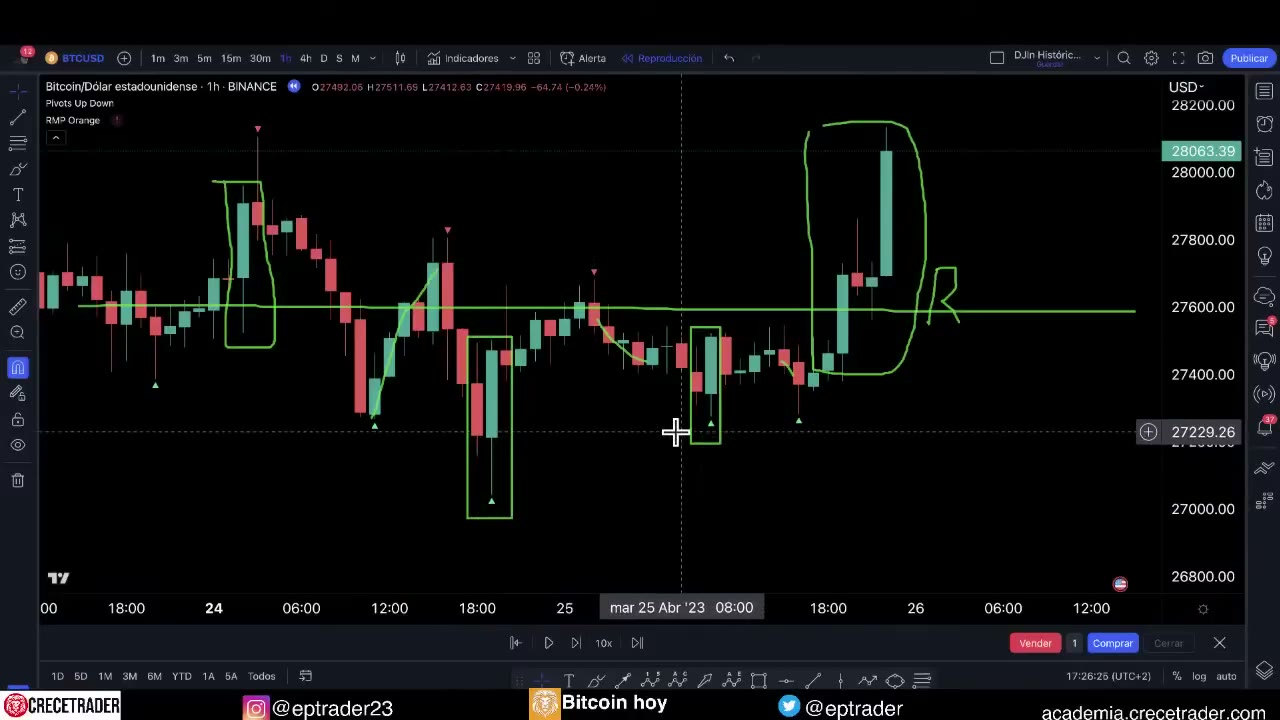 12
BTCUSD 1m 3m 5m 15m 30m 1h 4h D S M Indicadores Alerta Reproducción DJIn Históric... Guardar Publicar
Bitcoin/Dólar estadounidense · 1h · BINANCE O27492.06 H27511.69 L27412.63 C27419.96 −64.74 (−0.24%)
Pivots Up Down
RMP Orange !
USD
28200.00
28063.39
28000.00
27800.00
27600.00
27400.00
27229.26
27000.00
26800.00
R
5
37
00 18:00 24 06:00 12:00 18:00 25 mar 25 Abr '23 08:00 18:00 26 06:00 12:00
10x Vender 1 Comprar Cerrar
1D 5D 1M 3M 6M YTD 1A 5A Todos 17:26:25 (UTC+2) % log auto
CRECETRADER @eptrader23 Bitcoin hoy @eptrader academia.crecetrader.com